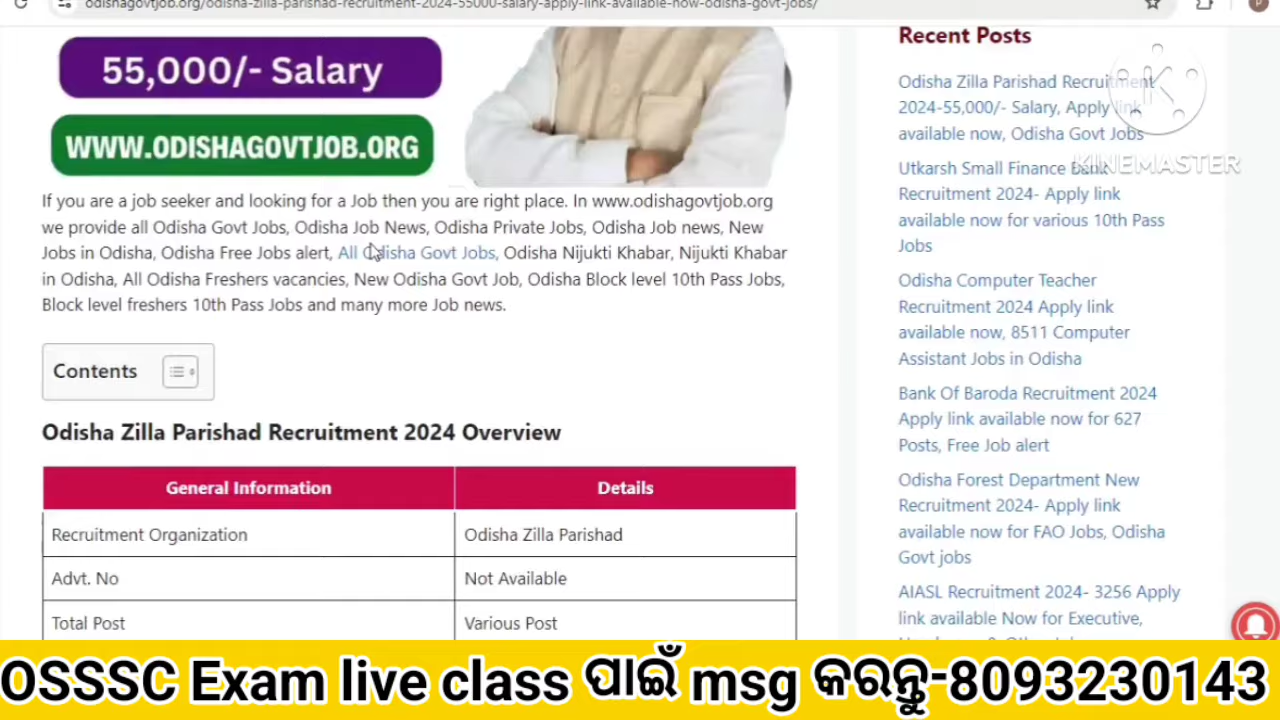 odishagovtjob.org/odisha-zilla-parishad-recruitment-2024-55000-salary-apply-link-available-now-odisha-govt-jobs/
55,000/- Salary
WWW.ODISHAGOVTJOB.ORG
If you are a job seeker and looking for a Job then you are right place. In www.odishagovtjob.org
we provide all Odisha Govt Jobs, Odisha Job News, Odisha Private Jobs, Odisha Job news, New
Jobs in Odisha, Odisha Free Jobs alert, All Odisha Govt Jobs, Odisha Nijukti Khabar, Nijukti Khabar
in Odisha, All Odisha Freshers vacancies, New Odisha Govt Job, Odisha Block level 10th Pass Jobs,
Block level freshers 10th Pass Jobs and many more Job news.
Contents
Odisha Zilla Parishad Recruitment 2024 Overview
General Information Details
Recruitment Organization Odisha Zilla Parishad
Advt. No Not Available
Total Post Various Post
Recent Posts
Odisha Zilla Parishad Recruitment
2024-55,000/- Salary, Apply link
available now, Odisha Govt Jobs
Utkarsh Small Finance Bank
Recruitment 2024- Apply link
available now for various 10th Pass
Jobs
Odisha Computer Teacher
Recruitment 2024 Apply link
available now, 8511 Computer
Assistant Jobs in Odisha
Bank Of Baroda Recruitment 2024
Apply link available now for 627
Posts, Free Job alert
Odisha Forest Department New
Recruitment 2024- Apply link
available now for FAO Jobs, Odisha
Govt jobs
AIASL Recruitment 2024- 3256 Apply
link available Now for Executive,
KINEMASTER
OSSSC Exam live class ପାଇଁ msg କରନ୍ତୁ-8093230143